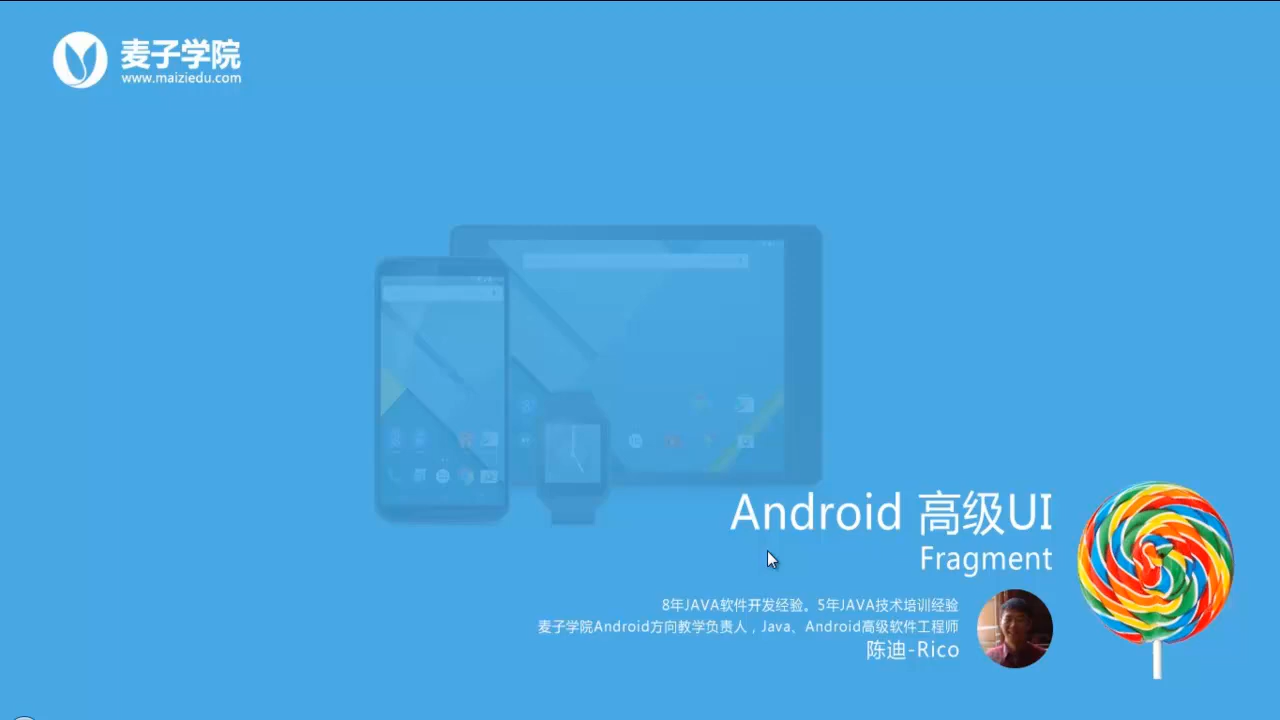 麦子学院
www.maiziedu.com
Android 高级UI
Fragment
8年JAVA软件开发经验。5年JAVA技术培训经验
麦子学院Android方向教学负责人，Java、Android高级软件工程师
陈迪-Rico